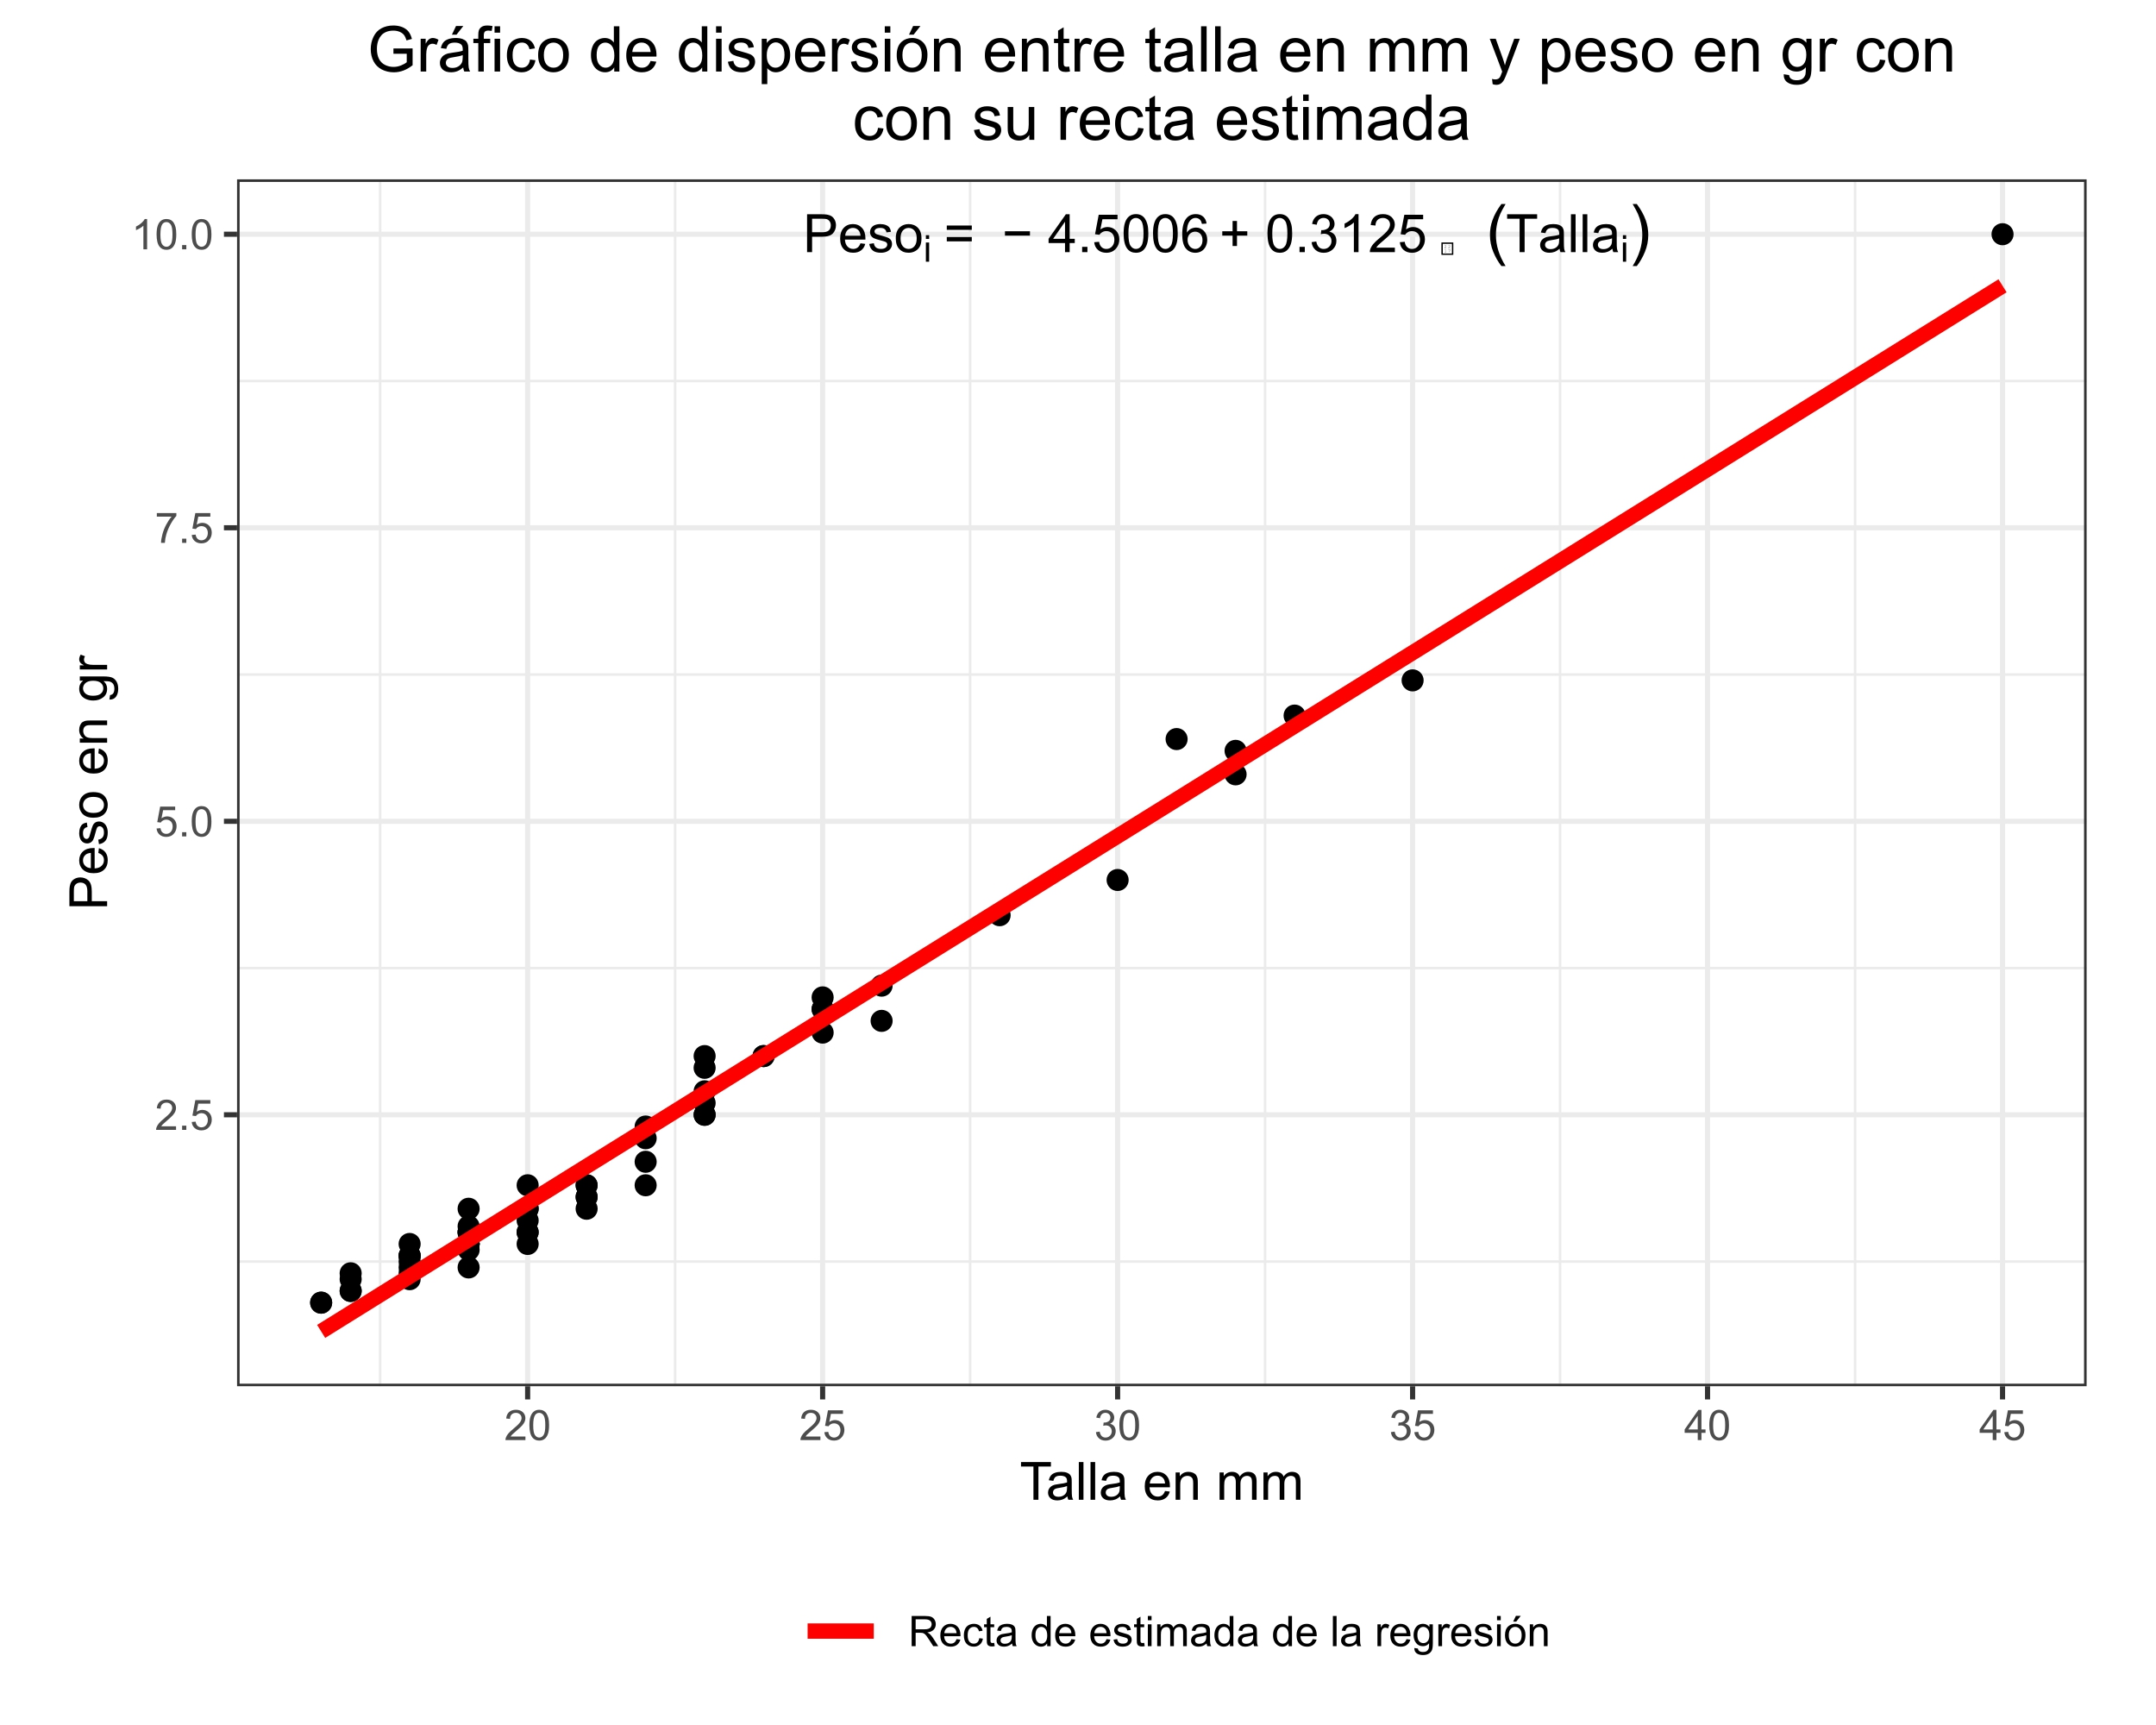 Gráfico de dispersión entre talla en mm y peso en gr con
con su recta estimada
Pesoᵢ = − 4.5006 + 0.3125 (Tallaᵢ)
10.0
7.5
5.0
2.5
Peso en gr
20 25 30 35 40 45
Talla en mm
Recta de estimada de la regresión